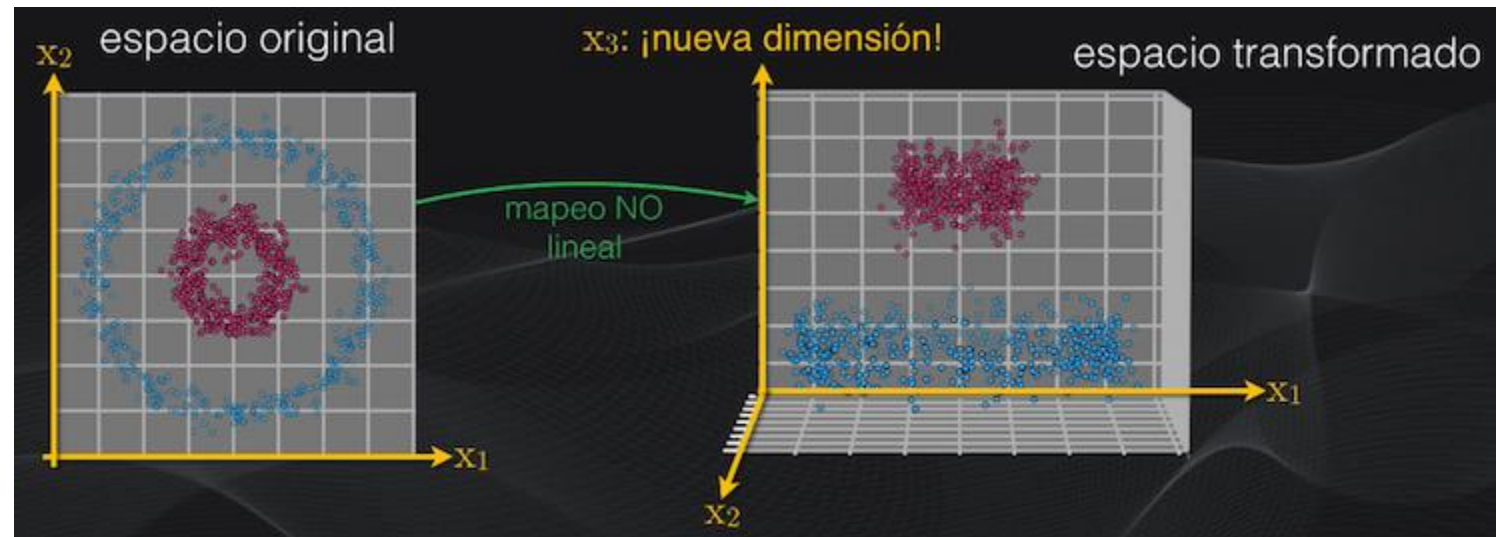 espacio original
x₂
x₁
mapeo NO
lineal
x₃: ¡nueva dimensión!
espacio transformado
x₁
x₂